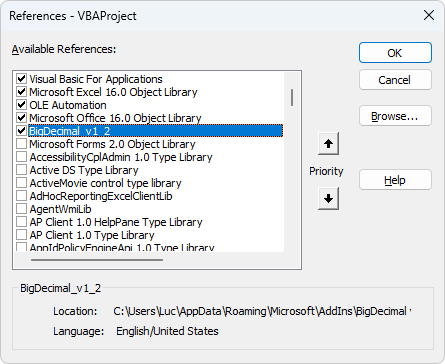 References - VBAProject
Available References:
OK
Visual Basic For Applications
Microsoft Excel 16.0 Object Library
OLE Automation
Microsoft Office 16.0 Object Library
BigDecimal_v1_2
Microsoft Forms 2.0 Object Library
AccessibilityCplAdmin 1.0 Type Library
Active DS Type Library
ActiveMovie control type library
AdHocReportingExcelClientLib
AgentWmiLib
AP Client 1.0 HelpPane Type Library
AP Client 1.0 Type Library
AppIdPolicyEngineApi 1.0 Type Library
Cancel
Browse...
Priority
Help
BigDecimal_v1_2
Location: C:\Users\Luc\AppData\Roaming\Microsoft\AddIns\BigDecimal v
Language: English/United States